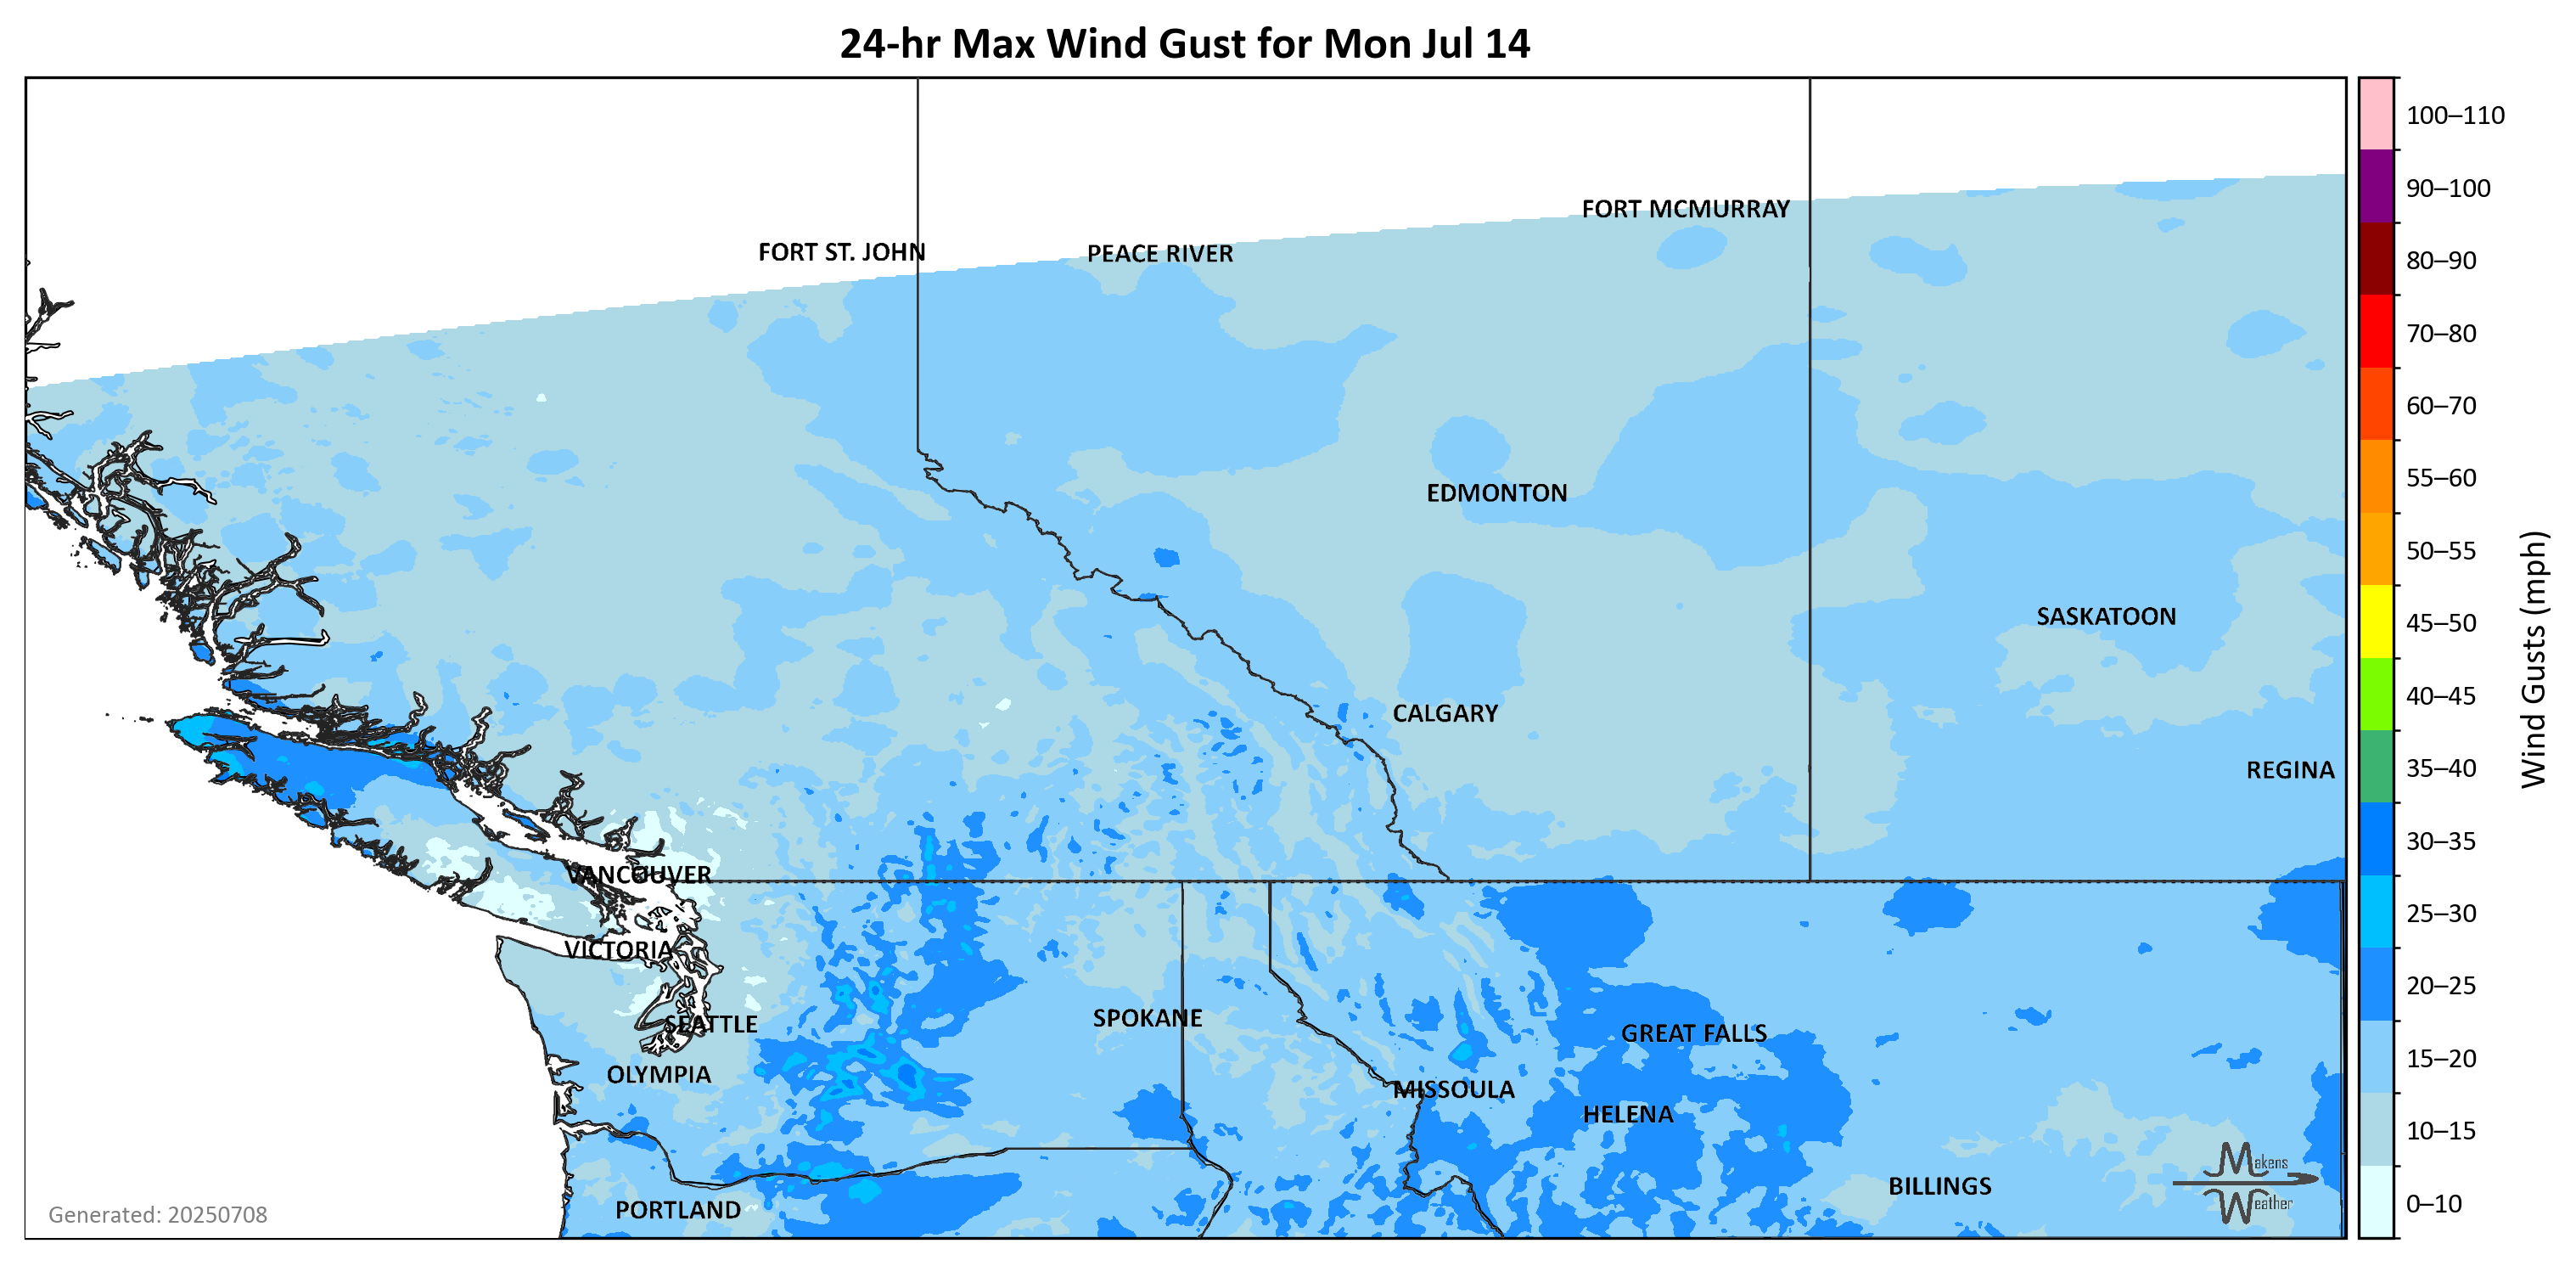 24-hr Max Wind Gust for Mon Jul 14
FORT MCMURRAY
FORT ST. JOHN
PEACE RIVER
EDMONTON
SASKATOON
CALGARY
REGINA
VANCOUVER
VICTORIA
SEATTLE
SPOKANE
GREAT FALLS
OLYMPIA
MISSOULA
HELENA
BILLINGS
PORTLAND
Makens
Weather
Generated: 20250708
100–110
90–100
80–90
70–80
60–70
55–60
50–55
45–50
40–45
35–40
30–35
25–30
20–25
15–20
10–15
0–10
Wind Gusts (mph)